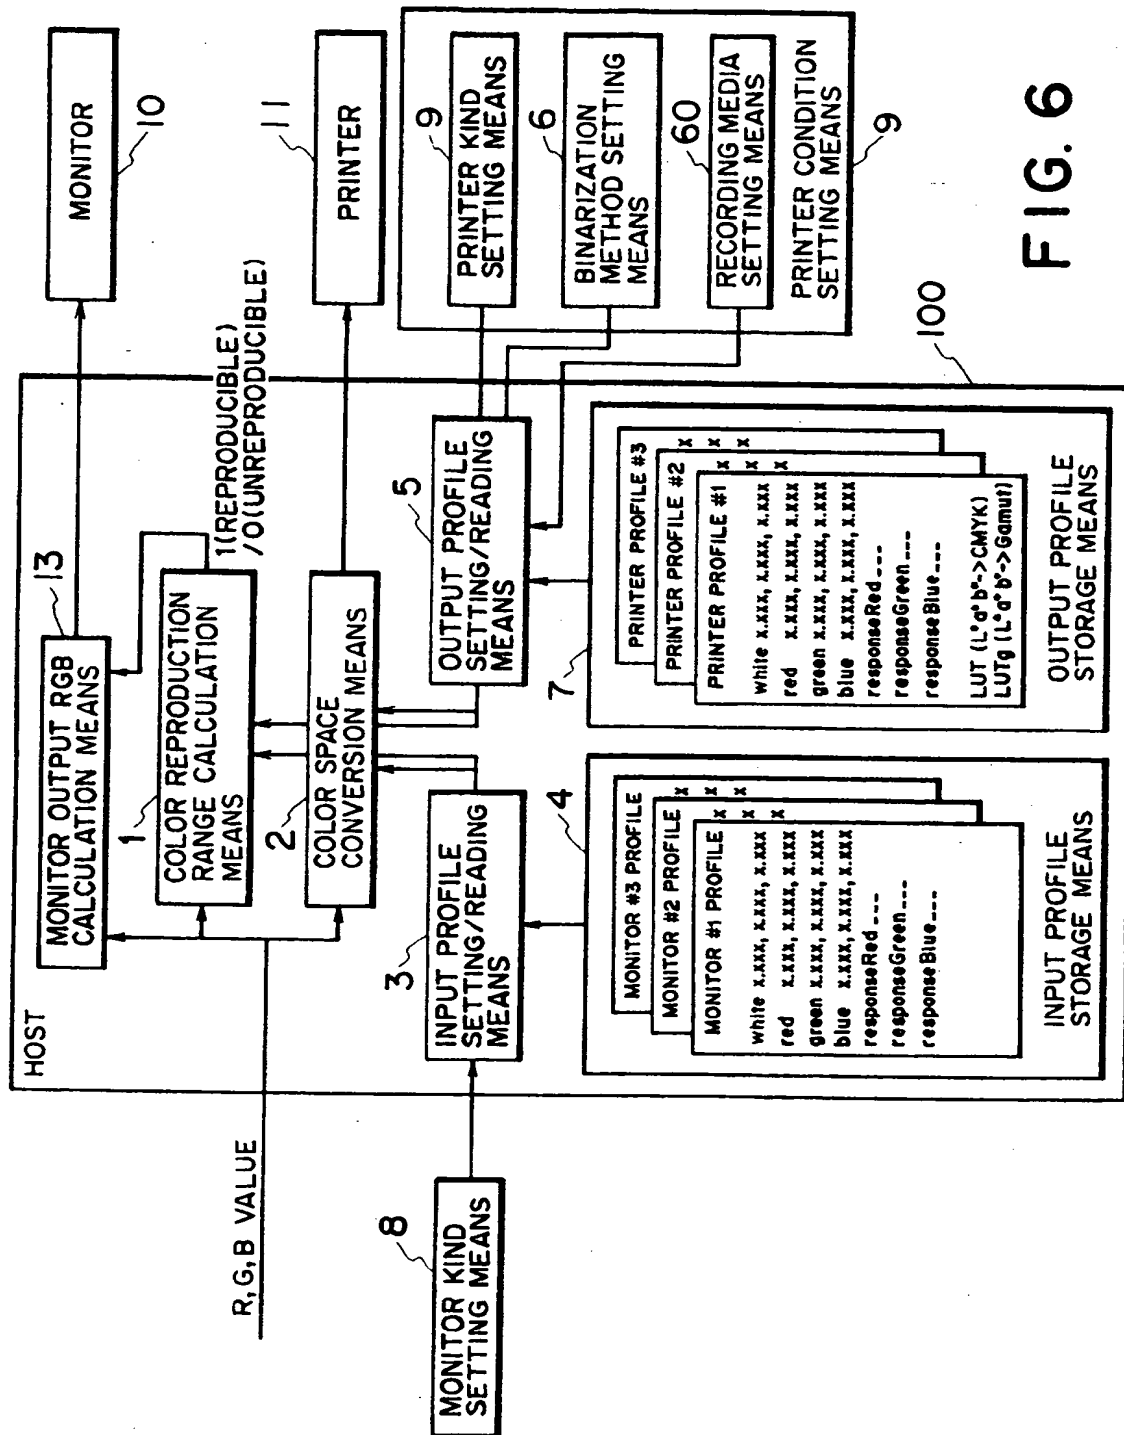 MONITOR
10
PRINTER
11
9
PRINTER KIND
SETTING MEANS
6
BINARIZATION
METHOD SETTING
MEANS
60
RECORDING MEDIA
SETTING MEANS
PRINTER CONDITION
SETTING MEANS
9
HOST
100
13
MONITOR OUTPUT RGB
CALCULATION MEANS
1
COLOR REPRODUCTION
RANGE CALCULATION
MEANS
1(REPRODUCIBLE)
/0(UNREPRODUCIBLE)
2
COLOR SPACE
CONVERSION MEANS
R,G,B VALUE
8
MONITOR KIND
SETTING MEANS
3
INPUT PROFILE
SETTING/READING
MEANS
5
OUTPUT PROFILE
SETTING/READING
MEANS
4
MONITOR #3 PROFILE
MONITOR #2 PROFILE x
MONITOR #1 PROFILE x x
x x
x
white x.xxx, x.xxx, x.xxx
red x.xxx, x.xxx, x.xxx
green x.xxx, x.xxx, x.xxx
blue x.xxx, x.xxx, x.xxx
responseRed---
responseGreen---
responseBlue---
INPUT PROFILE
STORAGE MEANS
7
PRINTER PROFILE #3
PRINTER PROFILE #2 x
PRINTER PROFILE #1 x x
x x
x
white x.xxx, x.xxx, x.xxx
red x.xxx, x.xxx, x.xxx
green x.xxx, x.xxx, x.xxx
blue x.xxx, x.xxx, x.xxx
responseRed---
responseGreen---
responseBlue---
LUT (L*a*b*->CMYK)
LUTg (L*a*b*->Gamut)
OUTPUT PROFILE
STORAGE MEANS
FIG. 6